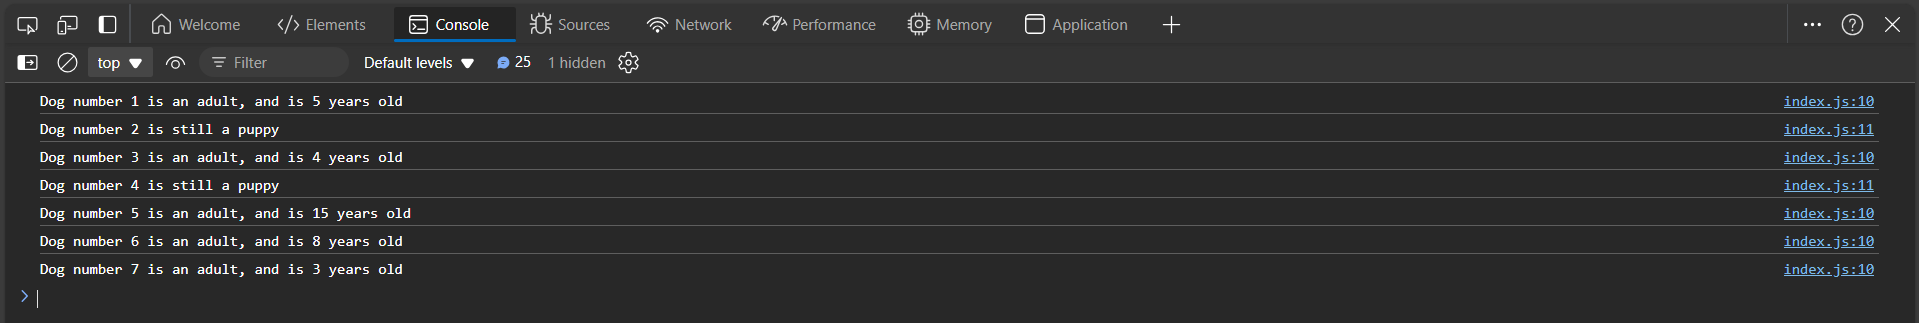 Welcome Elements Console Sources Network Performance Memory Application
top Filter Default levels 25 1 hidden
Dog number 1 is an adult, and is 5 years old index.js:10
Dog number 2 is still a puppy index.js:11
Dog number 3 is an adult, and is 4 years old index.js:10
Dog number 4 is still a puppy index.js:11
Dog number 5 is an adult, and is 15 years old index.js:10
Dog number 6 is an adult, and is 8 years old index.js:10
Dog number 7 is an adult, and is 3 years old index.js:10